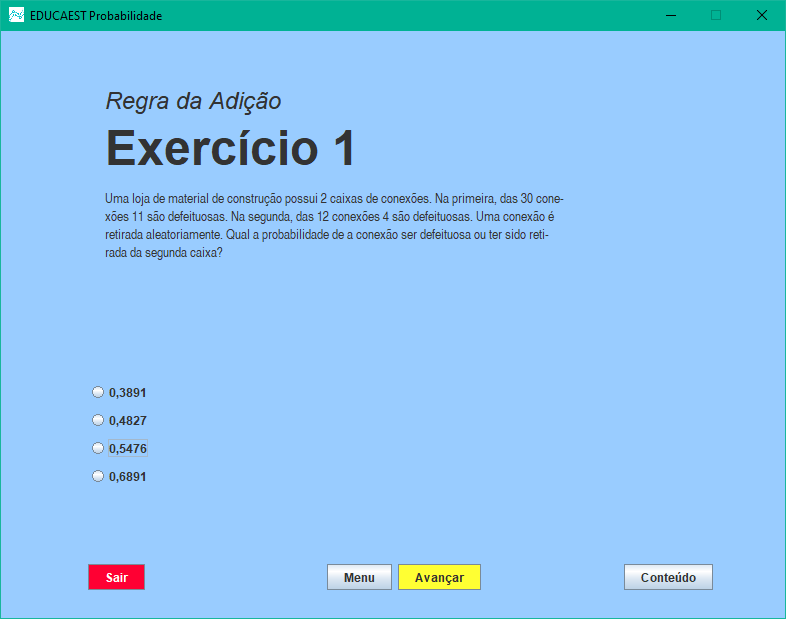 EDUCAEST Probabilidade
Regra da Adição
Exercício 1
Uma loja de material de construção possui 2 caixas de conexões. Na primeira, das 30 cone-
xões 11 são defeituosas. Na segunda, das 12 conexões 4 são defeituosas. Uma conexão é
retirada aleatoriamente. Qual a probabilidade de a conexão ser defeituosa ou ter sido reti-
rada da segunda caixa?
0,3891
0,4827
0,5476
0,6891
Sair Menu Avançar Conteúdo